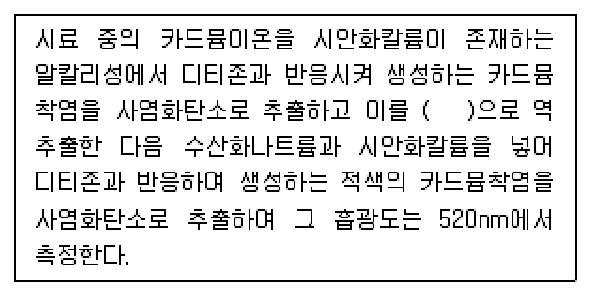 시료 중의 카드뮴이온을 시안화칼륨이 존재하는
알칼리성에서 디티존과 반응시켜 생성하는 카드뮴
착염을 사염화탄소로 추출하고 이를 (   )으로 역
추출한 다음 수산화나트륨과 시안화칼륨을 넣어
디티존과 반응하며 생성하는 적색의 카드뮴착염을
사염화탄소로 추출하며 그 흡광도는 520nm에서
측정한다.